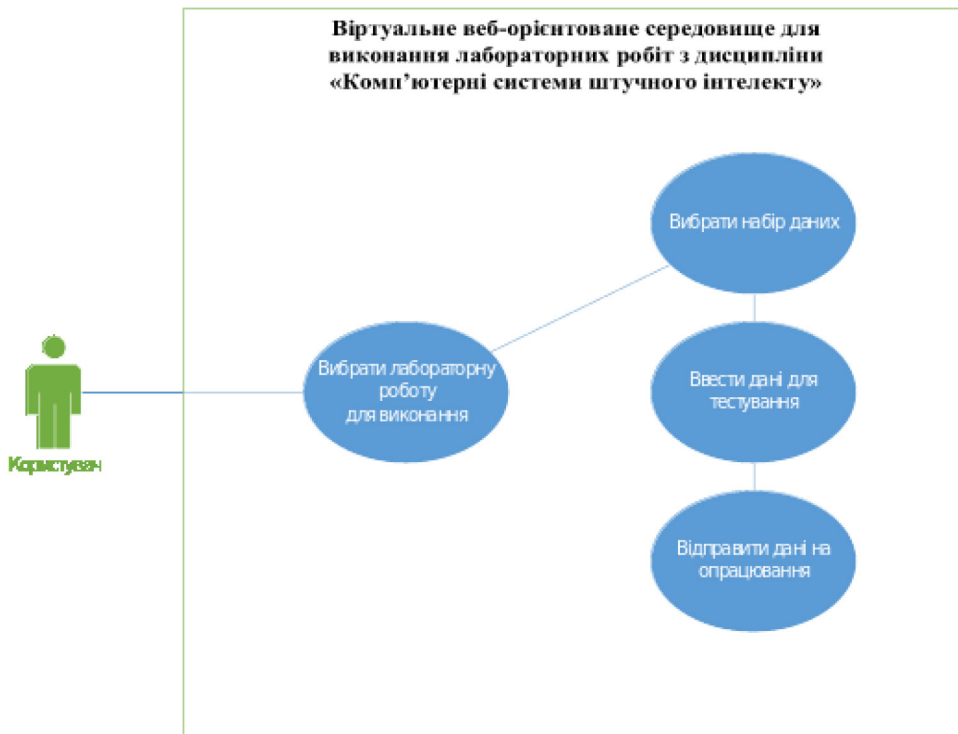 Віртуальне веб-орієнтоване середовище для
виконання лабораторних робіт з дисципліни
«Комп’ютерні системи штучного інтелекту»
Вибрати набір даних
Вибрати лабораторну
роботу
для виконання
Ввести дані для
тестування
Користувач
Відправити дані на
опрацювання